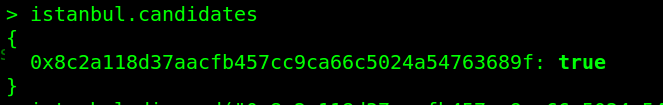 > istanbul.candidates
{
  0x8c2a118d37aacfb457cc9ca66c5024a54763689f: true
}